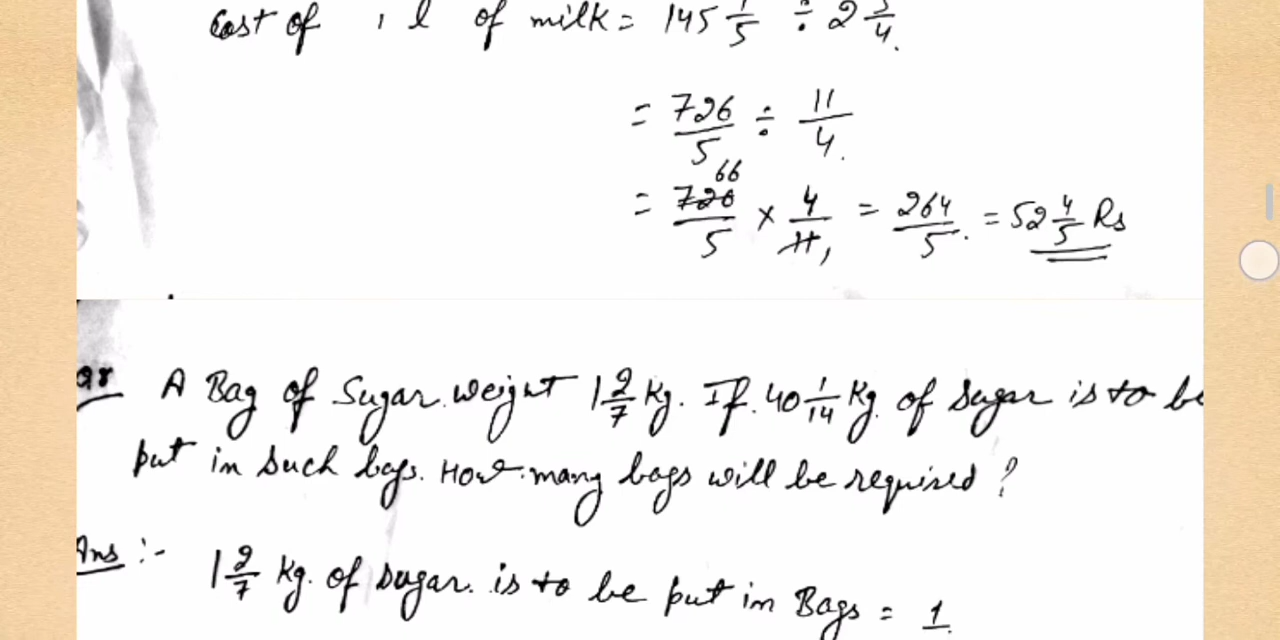 Cost of 1 l of milk = 145 1/5 ÷ 2 3/4.
= 726/5 ÷ 11/4.
66
= 726/5 × 4/11, = 264/5. = 52 4/5 Rs
A Bag of Sugar weight 1 2/7 Kg. If 40 1/14 Kg of Sugar is to be
put in such bags. How many bags will be required ?
Ans :- 1 2/7 Kg. of Sugar. is to be put in Bags = 1